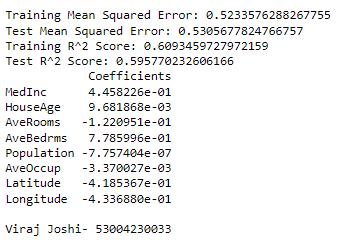 Training Mean Squared Error: 0.5233576288267755
Test Mean Squared Error: 0.5305677824766757
Training R^2 Score: 0.6093459727972159
Test R^2 Score: 0.595770232606166
Coefficients
MedInc 4.458226e-01
HouseAge 9.681868e-03
AveRooms -1.220951e-01
AveBedrms 7.785996e-01
Population -7.757404e-07
AveOccup -3.370027e-03
Latitude -4.185367e-01
Longitude -4.336880e-01
Viraj Joshi- 53004230033